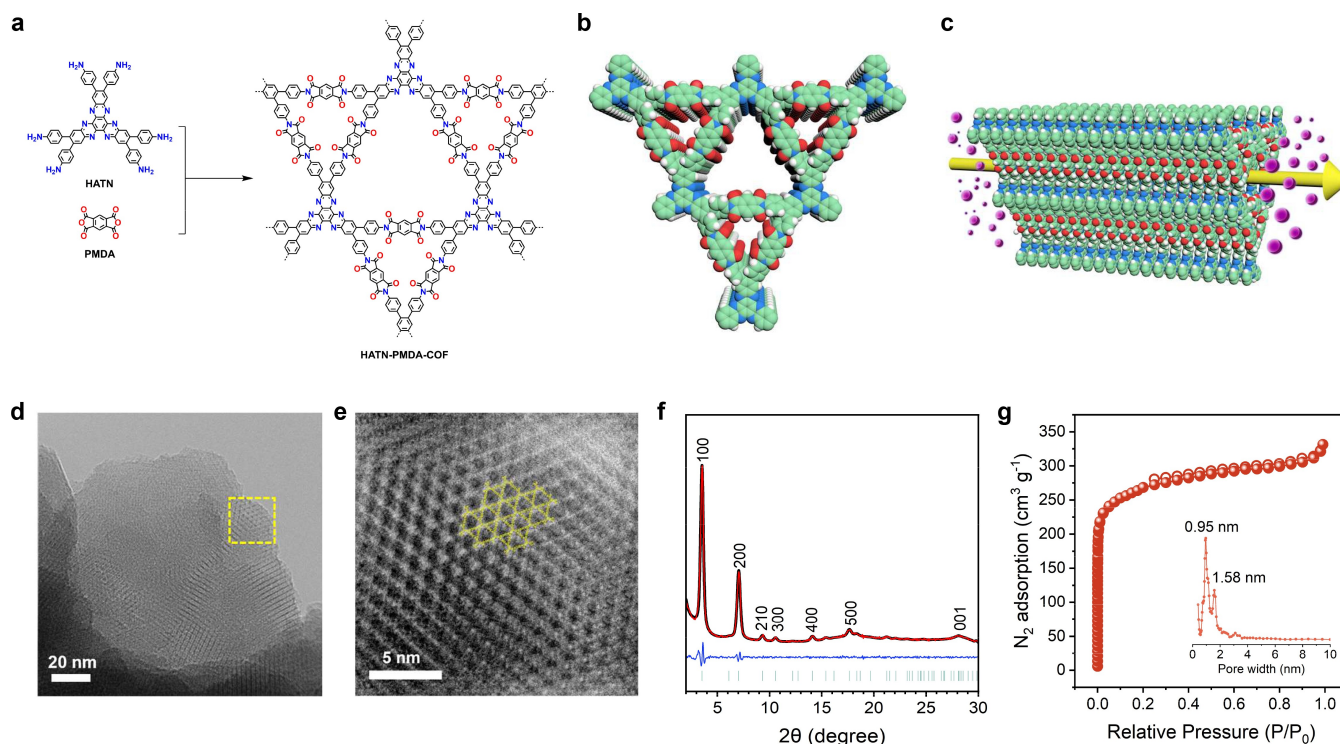 a
NH₂
H₂N
H₂N
NH₂
H₂N
NH₂
HATN
PMDA
HATN-PMDA-COF
b
c
d
20 nm
e
5 nm
f
100
200
210
300
400
500
001
5
10
15
20
25
30
2θ (degree)
g
N₂ adsorption (cm³ g⁻¹)
350
300
250
200
150
100
50
0
0.95 nm
1.58 nm
0
2
4
6
8
10
Pore width (nm)
0.0
0.2
0.4
0.6
0.8
1.0
Relative Pressure (P/P₀)